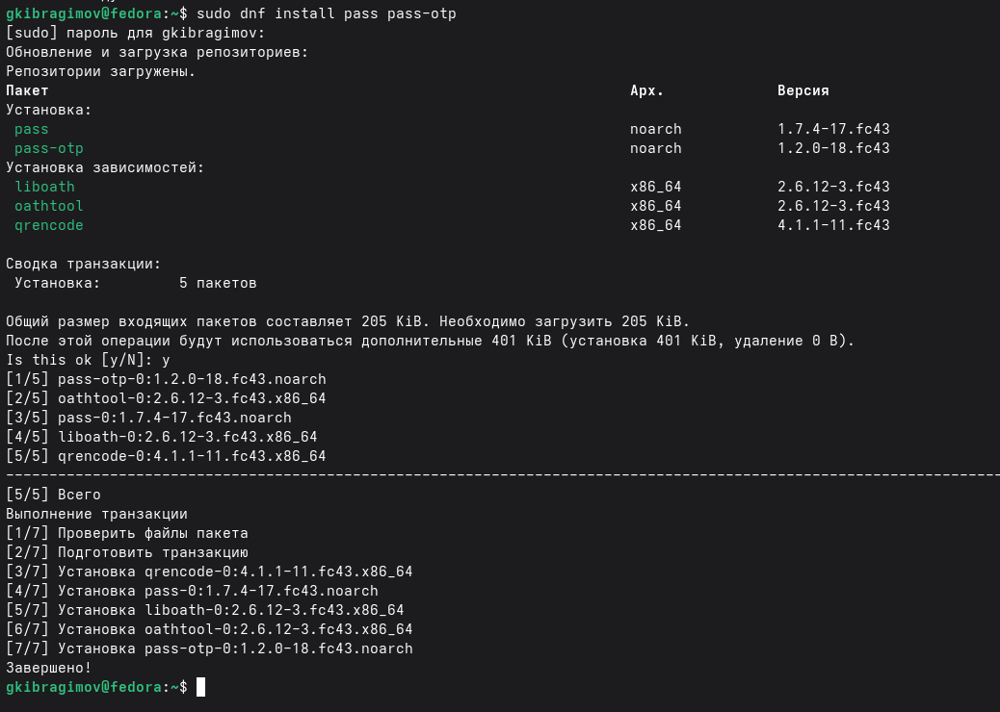 gkibragimov@fedora:~$ sudo dnf install pass pass-otp
[sudo] пароль для gkibragimov:
Обновление и загрузка репозиториев:
Репозитории загружены.
Пакет Арх. Версия
Установка:
pass noarch 1.7.4-17.fc43
pass-otp noarch 1.2.0-18.fc43
Установка зависимостей:
liboath x86_64 2.6.12-3.fc43
oathtool x86_64 2.6.12-3.fc43
qrencode x86_64 4.1.1-11.fc43
Сводка транзакции:
Установка: 5 пакетов
Общий размер входящих пакетов составляет 205 KiB. Необходимо загрузить 205 KiB.
После этой операции будут использоваться дополнительные 401 KiB (установка 401 KiB, удаление 0 B).
Is this ok [y/N]: y
[1/5] pass-otp-0:1.2.0-18.fc43.noarch
[2/5] oathtool-0:2.6.12-3.fc43.x86_64
[3/5] pass-0:1.7.4-17.fc43.noarch
[4/5] liboath-0:2.6.12-3.fc43.x86_64
[5/5] qrencode-0:4.1.1-11.fc43.x86_64
--------------------------------------------------------------------------------------------------------------------
[5/5] Всего
Выполнение транзакции
[1/7] Проверить файлы пакета
[2/7] Подготовить транзакцию
[3/7] Установка qrencode-0:4.1.1-11.fc43.x86_64
[4/7] Установка pass-0:1.7.4-17.fc43.noarch
[5/7] Установка liboath-0:2.6.12-3.fc43.x86_64
[6/7] Установка oathtool-0:2.6.12-3.fc43.x86_64
[7/7] Установка pass-otp-0:1.2.0-18.fc43.noarch
Завершено!
gkibragimov@fedora:~$